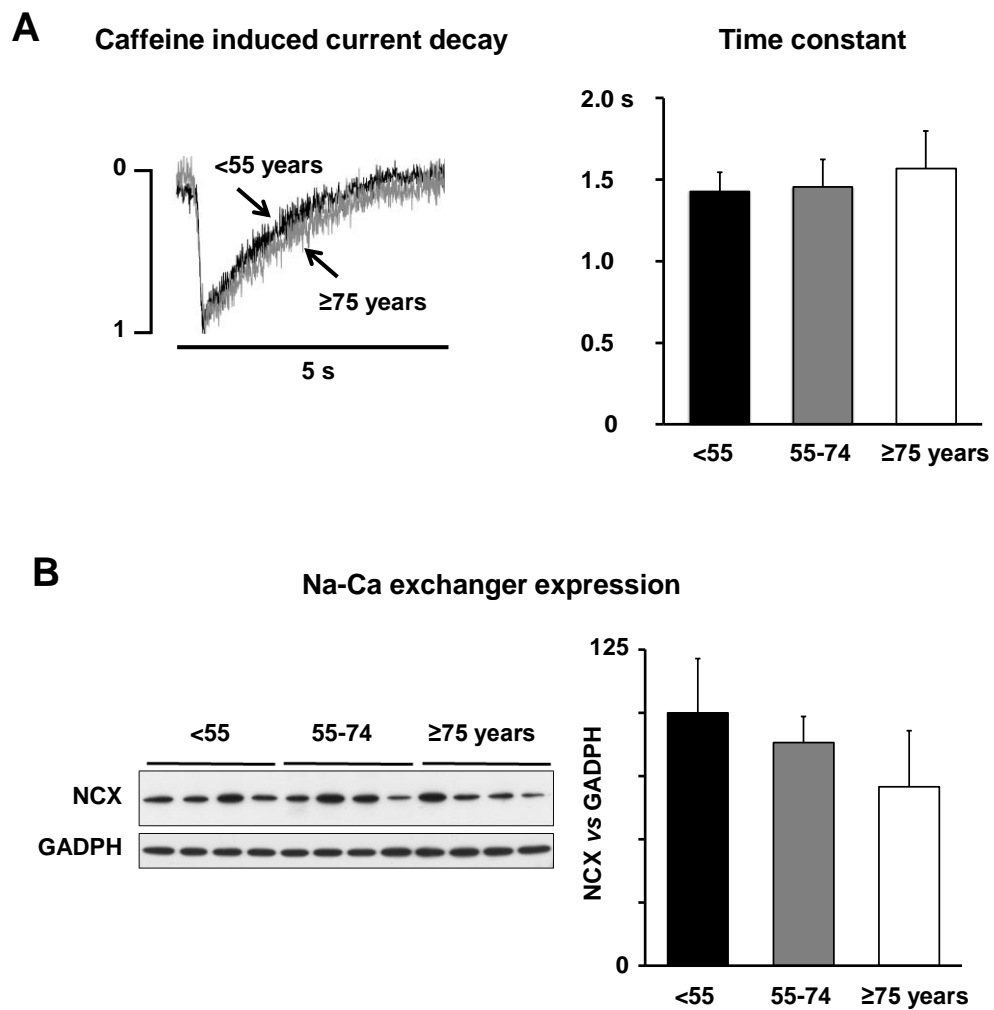 A
Caffeine induced current decay
Time constant
0
<55 years
≥75 years
1
5 s
2.0 s
1.5
1.0
0.5
0
<55
55-74
≥75 years
B
Na-Ca exchanger expression
<55
55-74
≥75 years
NCX
GADPH
NCX vs GADPH
125
0
<55
55-74
≥75 years